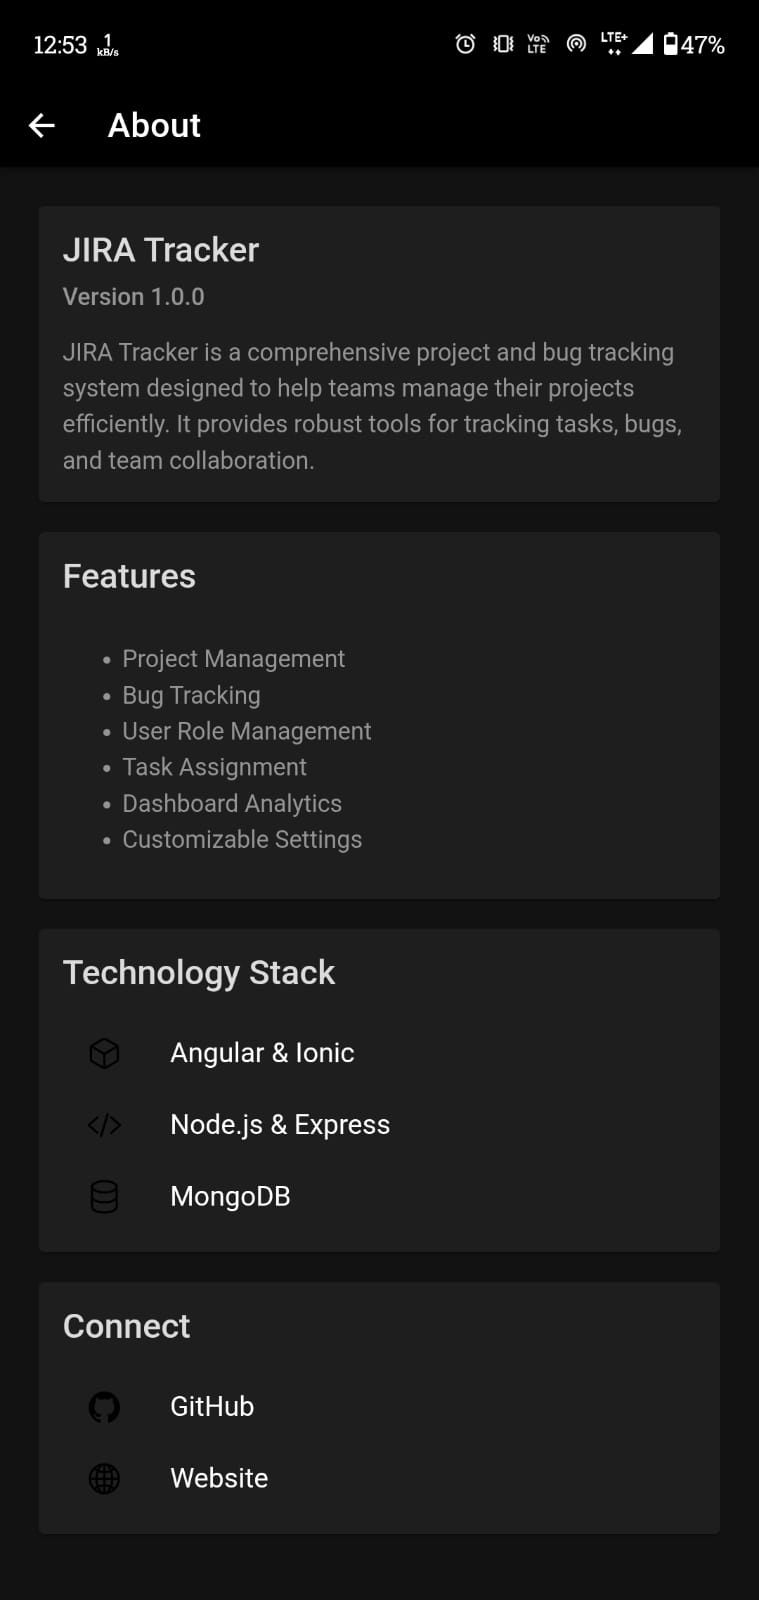 12:53 1 kB/s Vo LTE LTE+ 47%
About
JIRA Tracker
Version 1.0.0
JIRA Tracker is a comprehensive project and bug tracking
system designed to help teams manage their projects
efficiently. It provides robust tools for tracking tasks, bugs,
and team collaboration.
Features
• Project Management
• Bug Tracking
• User Role Management
• Task Assignment
• Dashboard Analytics
• Customizable Settings
Technology Stack
Angular & Ionic
Node.js & Express
MongoDB
Connect
GitHub
Website